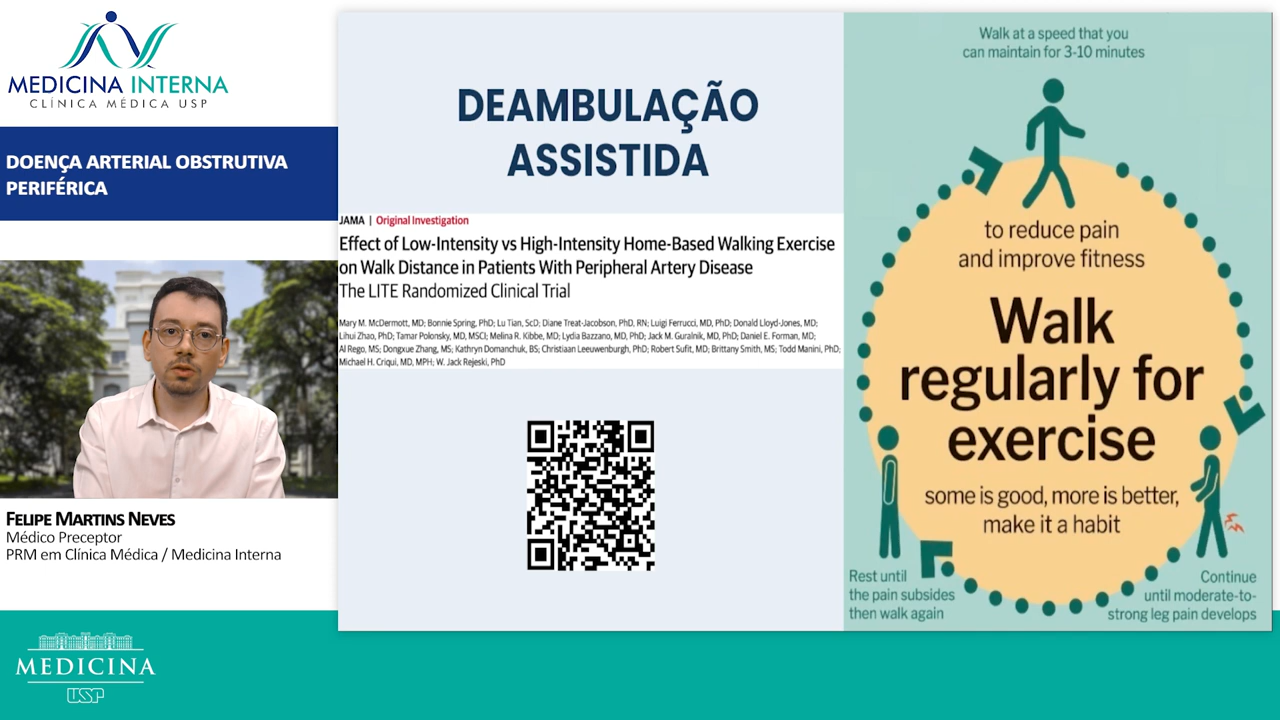 MEDICINA INTERNA
CLÍNICA MÉDICA USP
DOENÇA ARTERIAL OBSTRUTIVA
PERIFÉRICA
FELIPE MARTINS NEVES
Médico Preceptor
PRM em Clínica Médica / Medicina Interna
MEDICINA
USP
DEAMBULAÇÃO
ASSISTIDA
JAMA | Original Investigation
Effect of Low-Intensity vs High-Intensity Home-Based Walking Exercise
on Walk Distance in Patients With Peripheral Artery Disease
The LITE Randomized Clinical Trial
Mary M. McDermott, MD; Bonnie Spring, PhD; Lu Tian, ScD; Diane Treat-Jacobson, PhD, RN; Luigi Ferrucci, MD, PhD; Donald Lloyd-Jones, MD;
Lihui Zhao, PhD; Tamar Polonsky, MD, MSCI; Melina R. Kibbe, MD; Lydia Bazzano, MD, PhD; Jack M. Guralnik, MD, PhD; Daniel E. Forman, MD;
Al Rego, MS; Dongxue Zhang, MS; Kathryn Domanchuk, BS; Christiaan Leeuwenburgh, PhD; Robert Sufit, MD; Brittany Smith, MS; Todd Manini, PhD;
Michael H. Criqui, MD, MPH; W. Jack Rejeski, PhD
Walk at a speed that you
can maintain for 3-10 minutes
to reduce pain
and improve fitness
Walk
regularly for
exercise
some is good, more is better,
make it a habit
Rest until
the pain subsides
then walk again
Continue
until moderate-to-
strong leg pain develops